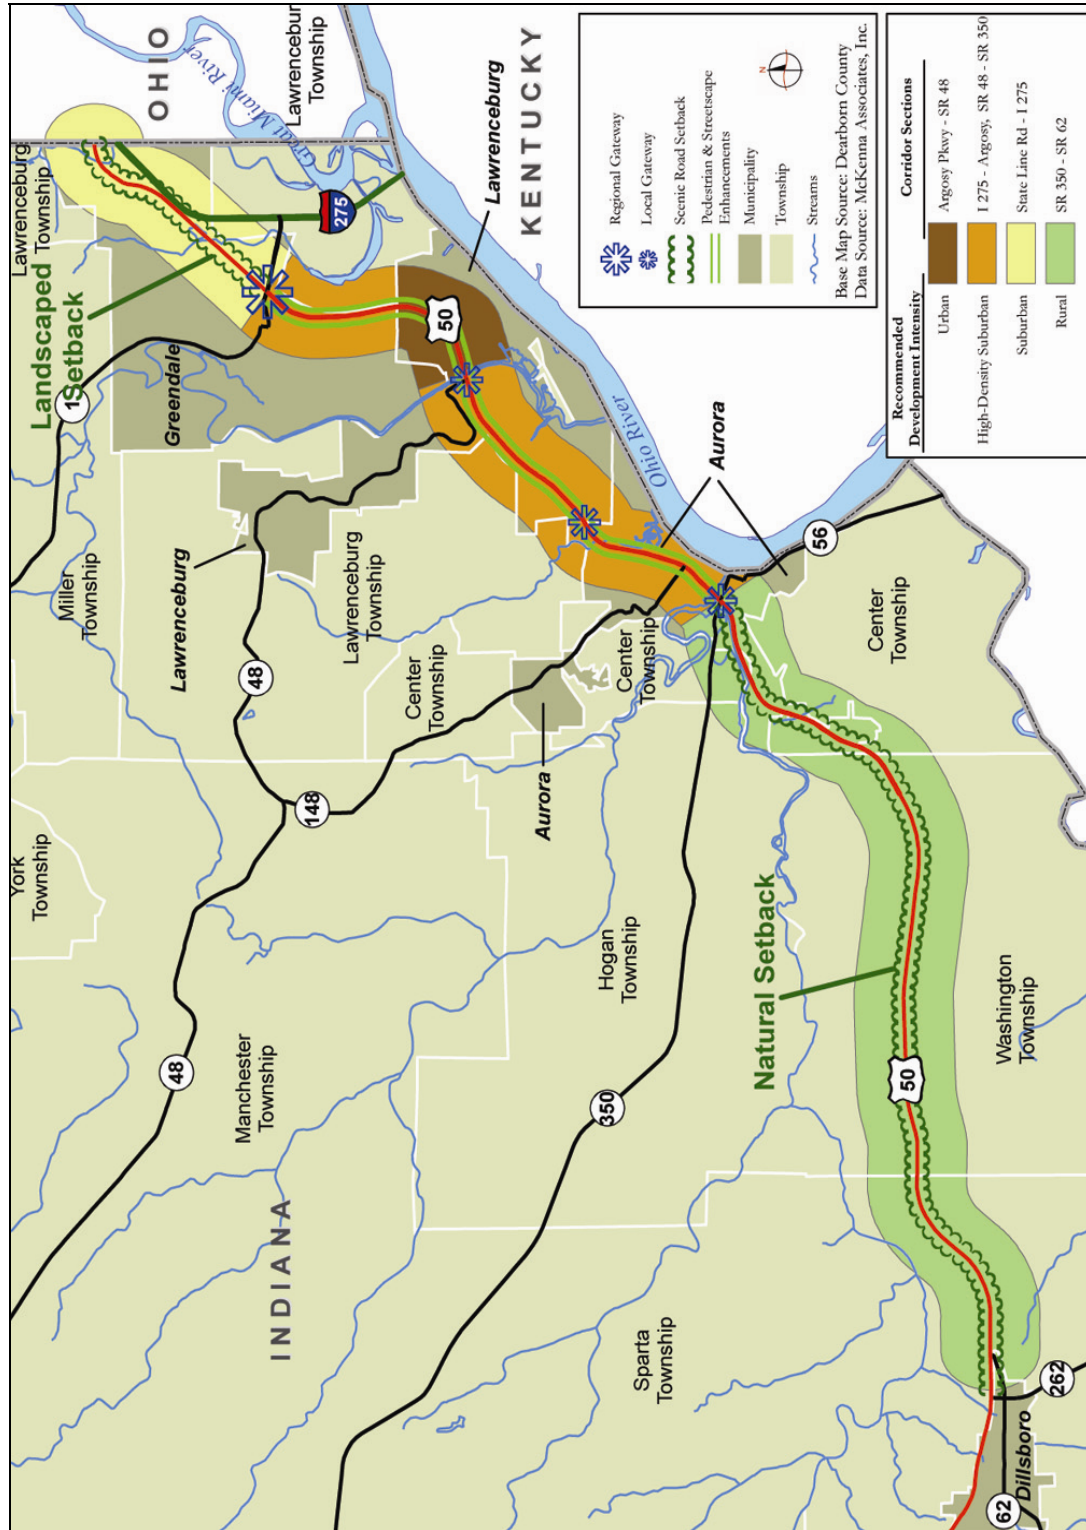 OHIO
Great Miami River
Lawrenceburg
Township
Lawrenceburg
Township
Landscaped
Setback
275
KENTUCKY
Lawrenceburg
1
Greendale
50
Ohio River
Aurora
Miller
Township
Lawrenceburg
Lawrenceburg
Township
48
Center
Township
Center
Township
56
Center
Township
Aurora
148
York
Township
Hogan
Township
Natural Setback
Washington
Township
48
Manchester
Township
350
50
INDIANA
Sparta
Township
262
Dillsboro
62
Regional Gateway
Local Gateway
Scenic Road Setback
Pedestrian & Streetscape
Enhancements
Municipality
Township
Streams
N
Base Map Source: Dearborn County
Data Source: McKenna Associates, Inc.
Recommended
Development Intensity
Corridor Sections
Urban
Argosy Pkwy - SR 48
High-Density Suburban
I 275 - Argosy, SR 48 - SR 350
Suburban
State Line Rd - I 275
Rural
SR 350 - SR 62